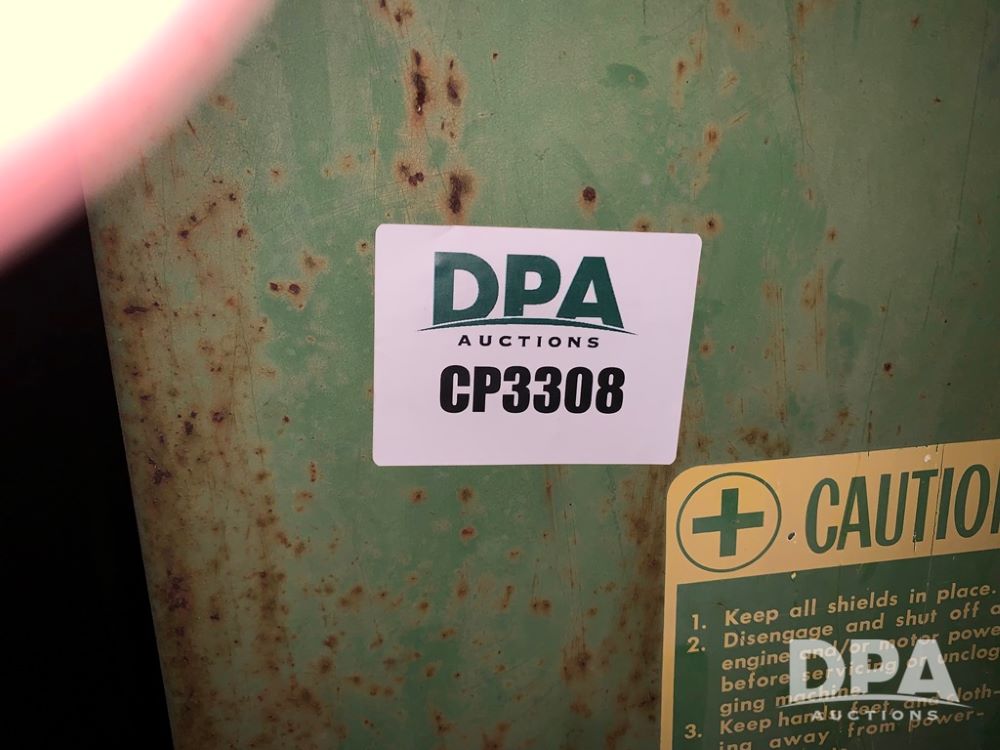 DPA
AUCTIONS
CP3308
CAUTIO
1. Keep all shields in place.
2. Disengage and shut off
engine and/or motor powe
before servicing or unclog-
ging machine.
3. Keep hands, feet, and cloth-
ing away from power-
DPA
AUCTIONS